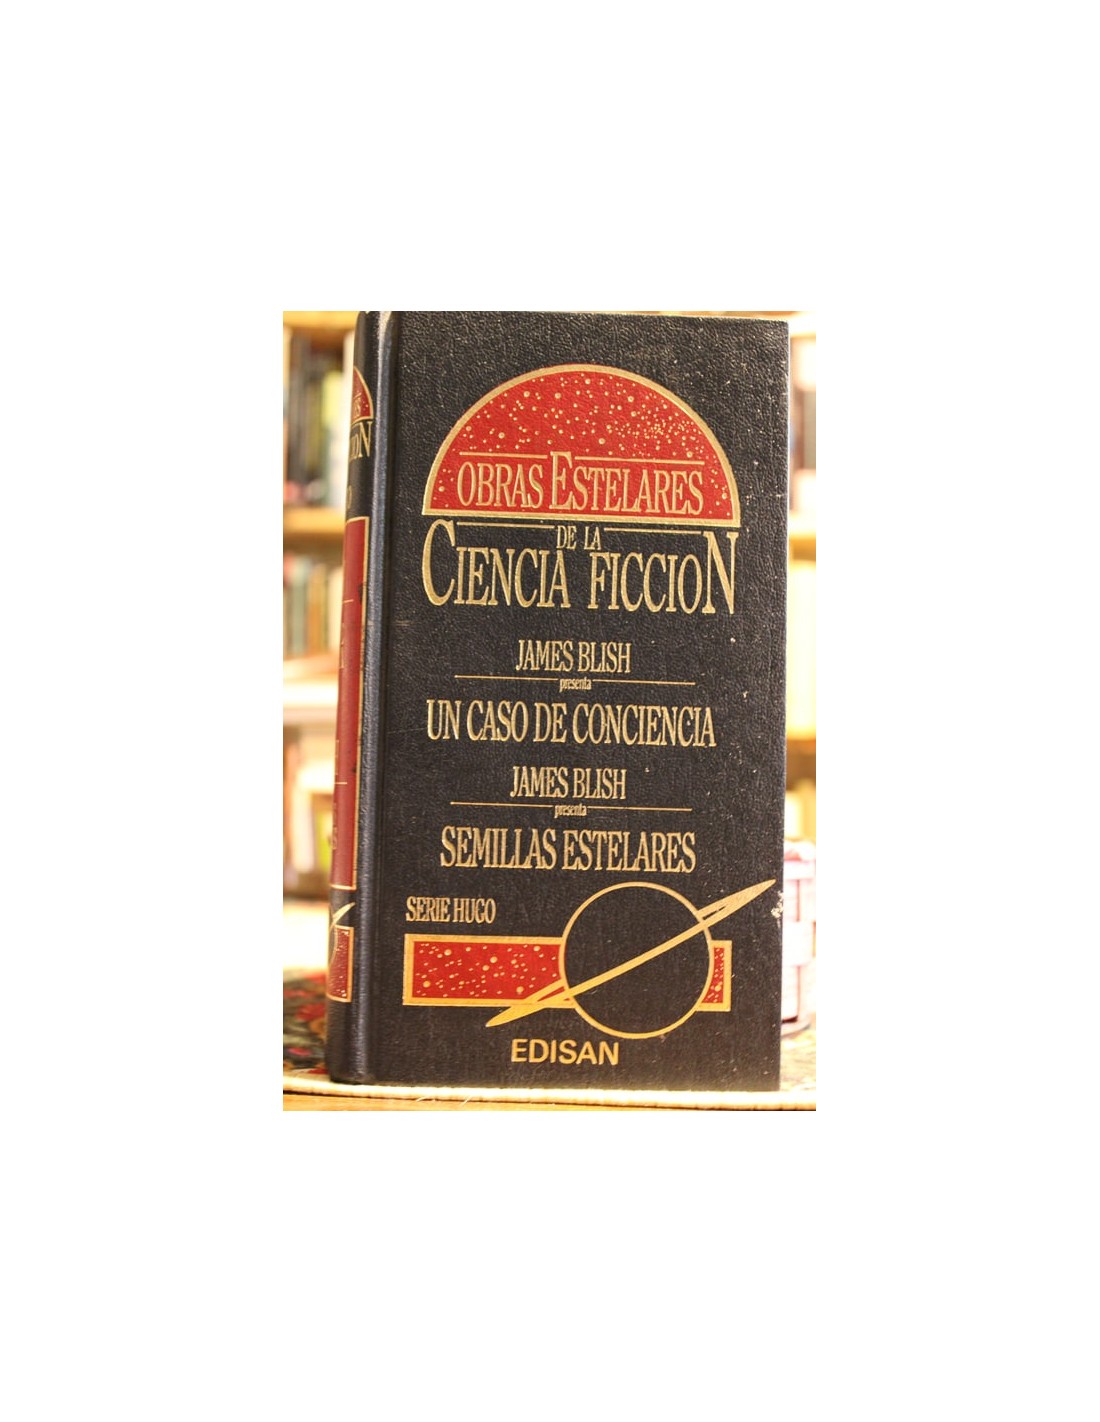 OBRAS ESTELARES
DE LA
CIENCIA FICCION
JAMES BLISH
presenta
UN CASO DE CONCIENCIA
JAMES BLISH
presenta
SEMILLAS ESTELARES
SERIE HUGO
EDISAN